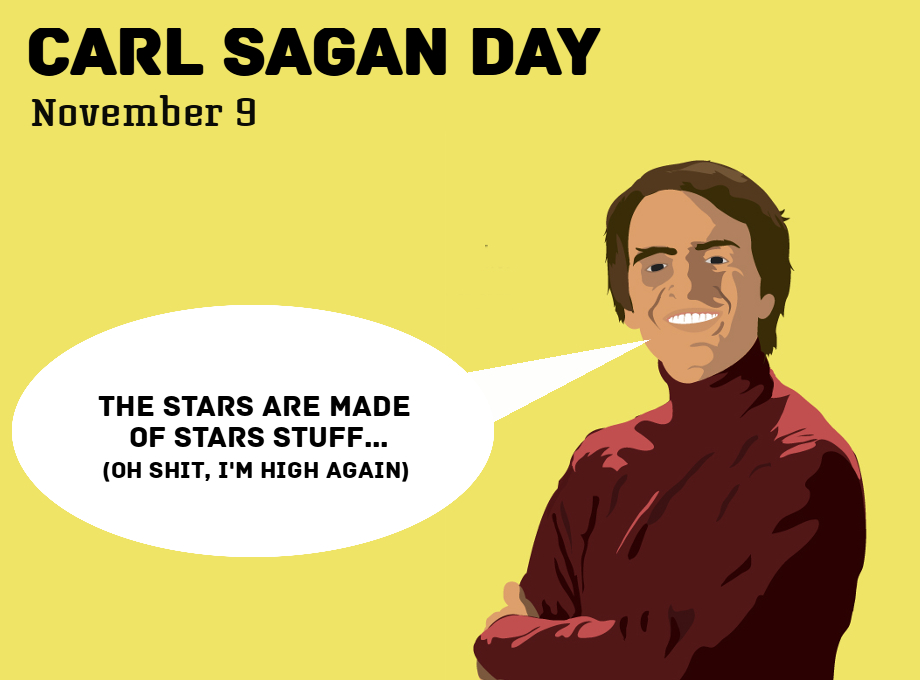 CARL SAGAN DAY
November 9
THE STARS ARE MADE
OF STARS STUFF...
(OH SHIT, I'M HIGH AGAIN)